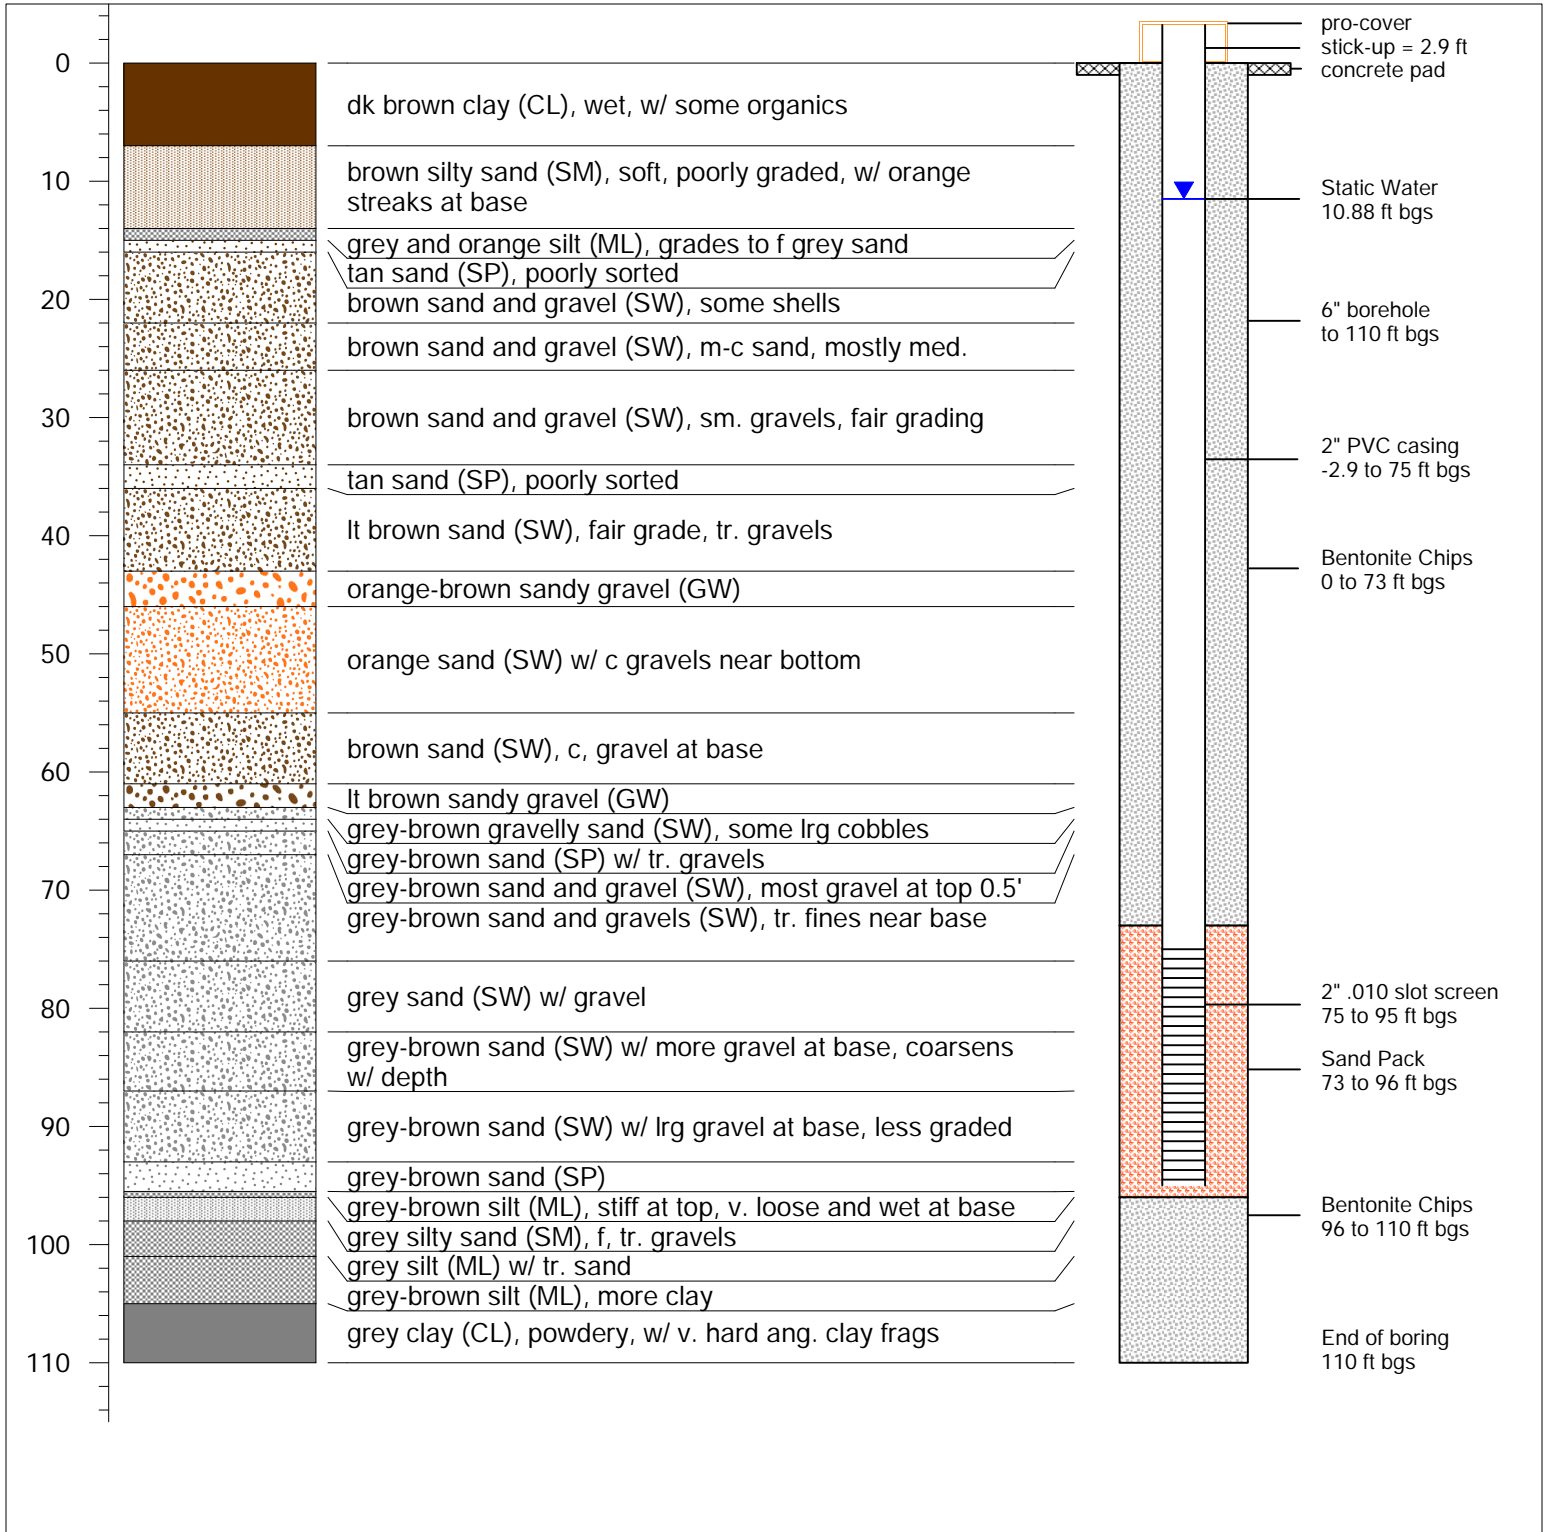 0
10
20
30
40
50
60
70
80
90
100
110
dk brown clay (CL), wet, w/ some organics
brown silty sand (SM), soft, poorly graded, w/ orange
streaks at base
grey and orange silt (ML), grades to f grey sand
tan sand (SP), poorly sorted
brown sand and gravel (SW), some shells
brown sand and gravel (SW), m-c sand, mostly med.
brown sand and gravel (SW), sm. gravels, fair grading
tan sand (SP), poorly sorted
lt brown sand (SW), fair grade, tr. gravels
orange-brown sandy gravel (GW)
orange sand (SW) w/ c gravels near bottom
brown sand (SW), c, gravel at base
lt brown sandy gravel (GW)
grey-brown gravelly sand (SW), some lrg cobbles
grey-brown sand (SP) w/ tr. gravels
grey-brown sand and gravel (SW), most gravel at top 0.5'
grey-brown sand and gravels (SW), tr. fines near base
grey sand (SW) w/ gravel
grey-brown sand (SW) w/ more gravel at base, coarsens
w/ depth
grey-brown sand (SW) w/ lrg gravel at base, less graded
grey-brown sand (SP)
grey-brown silt (ML), stiff at top, v. loose and wet at base
grey silty sand (SM), f, tr. gravels
grey silt (ML) w/ tr. sand
grey-brown silt (ML), more clay
grey clay (CL), powdery, w/ v. hard ang. clay frags
pro-cover
stick-up = 2.9 ft
concrete pad
Static Water
10.88 ft bgs
6" borehole
to 110 ft bgs
2" PVC casing
-2.9 to 75 ft bgs
Bentonite Chips
0 to 73 ft bgs
2" .010 slot screen
75 to 95 ft bgs
Sand Pack
73 to 96 ft bgs
Bentonite Chips
96 to 110 ft bgs
End of boring
110 ft bgs